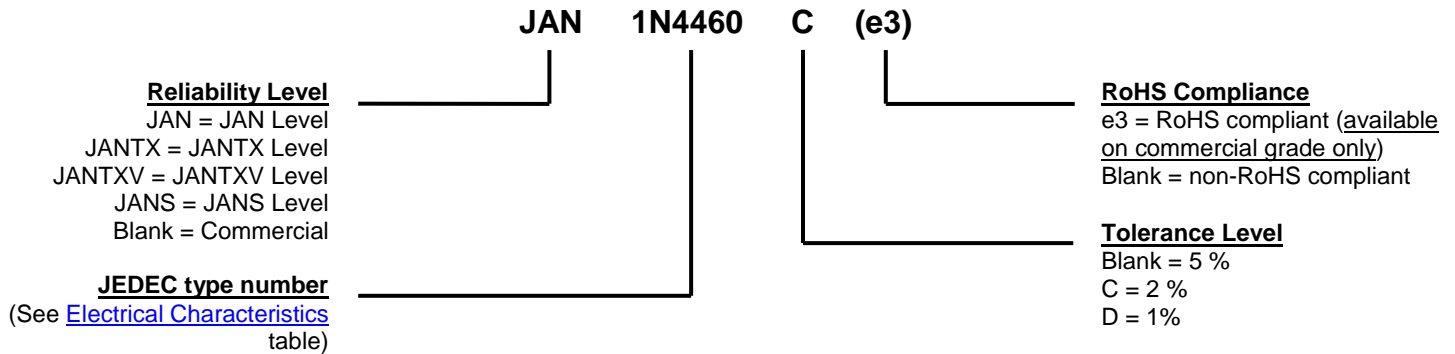 JAN 1N4460 C (e3)
Reliability Level
JAN = JAN Level
JANTX = JANTX Level
JANTXV = JANTXV Level
JANS = JANS Level
Blank = Commercial
JEDEC type number
(See Electrical Characteristics
table)
RoHS Compliance
e3 = RoHS compliant (available
on commercial grade only)
Blank = non-RoHS compliant
Tolerance Level
Blank = 5 %
C = 2 %
D = 1%